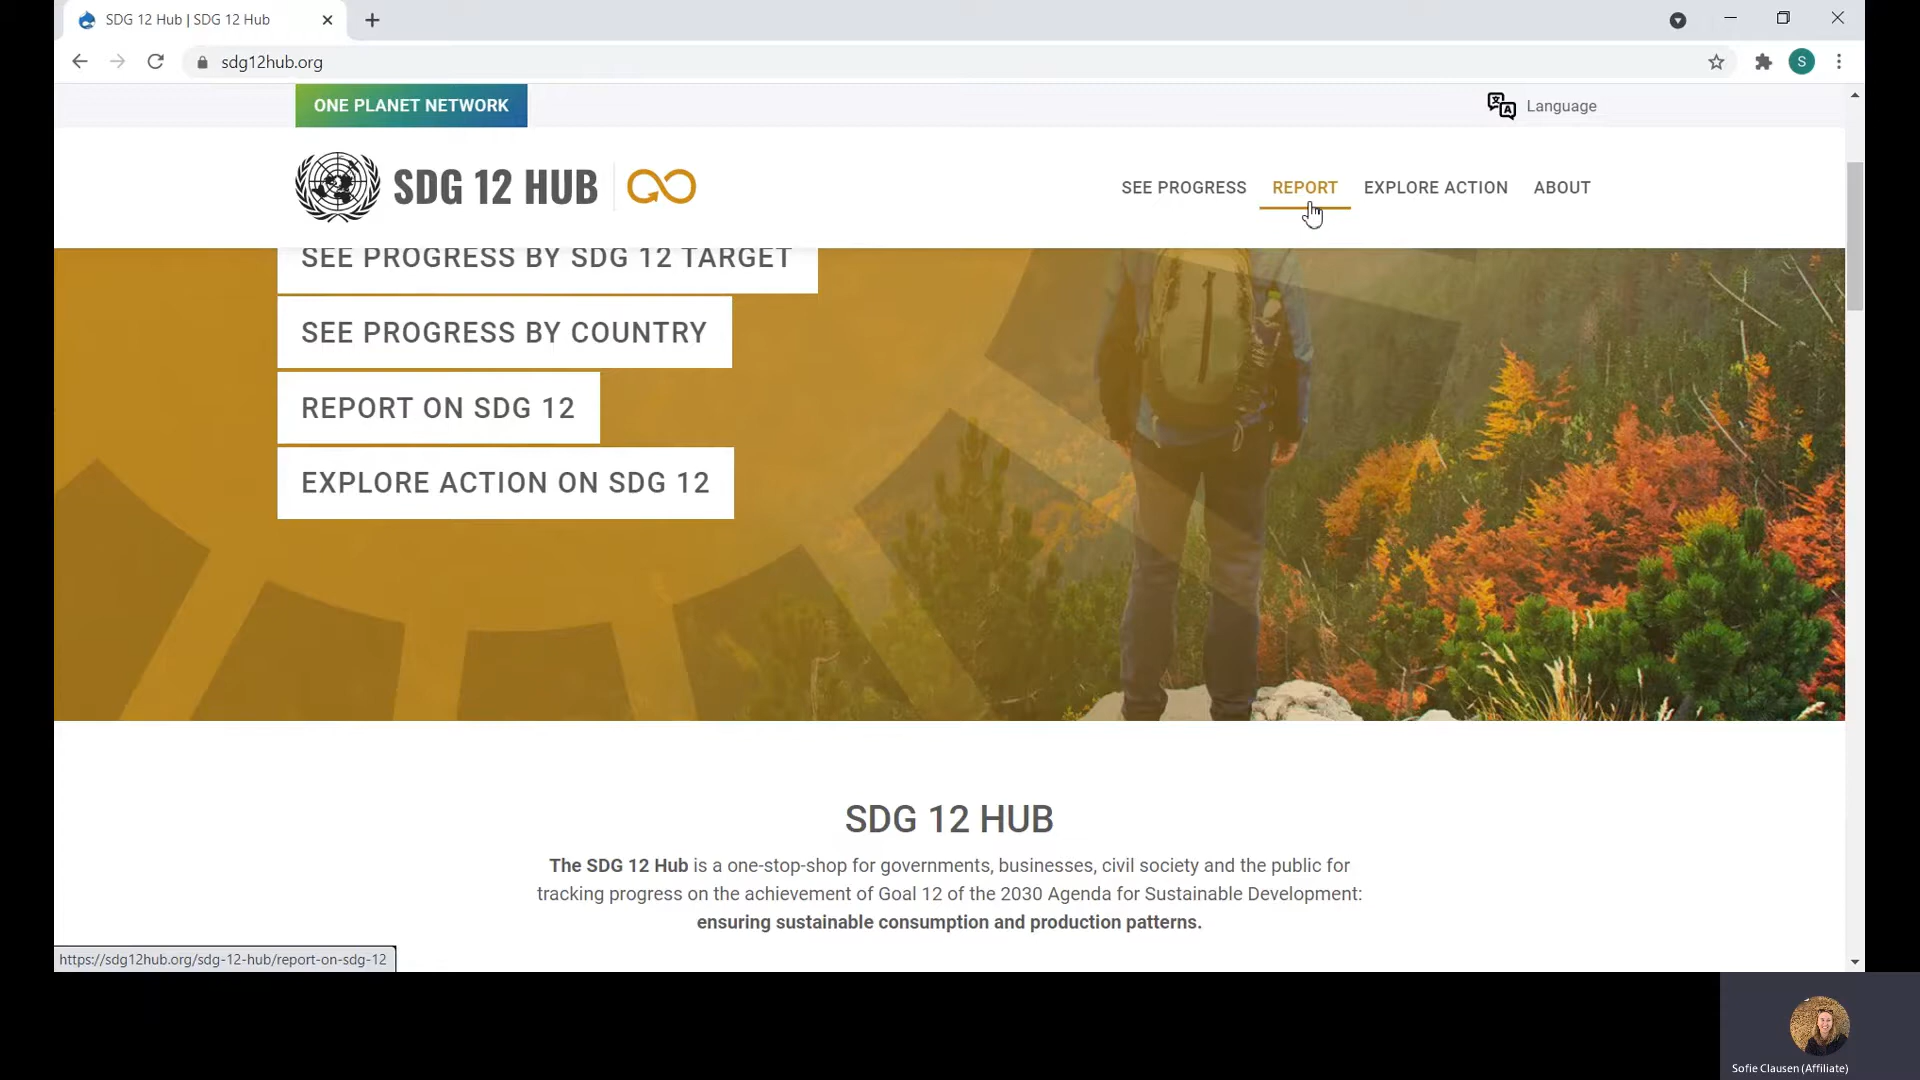 SDG 12 Hub | SDG 12 Hub
sdg12hub.org
S
ONE PLANET NETWORK
Language
SDG 12 HUB
SEE PROGRESS
REPORT
EXPLORE ACTION
ABOUT
SEE PROGRESS BY SDG 12 TARGET
SEE PROGRESS BY COUNTRY
REPORT ON SDG 12
EXPLORE ACTION ON SDG 12
SDG 12 HUB
The SDG 12 Hub is a one-stop-shop for governments, businesses, civil society and the public for
tracking progress on the achievement of Goal 12 of the 2030 Agenda for Sustainable Development:
ensuring sustainable consumption and production patterns.
https://sdg12hub.org/sdg-12-hub/report-on-sdg-12
Sofie Clausen (Affiliate)